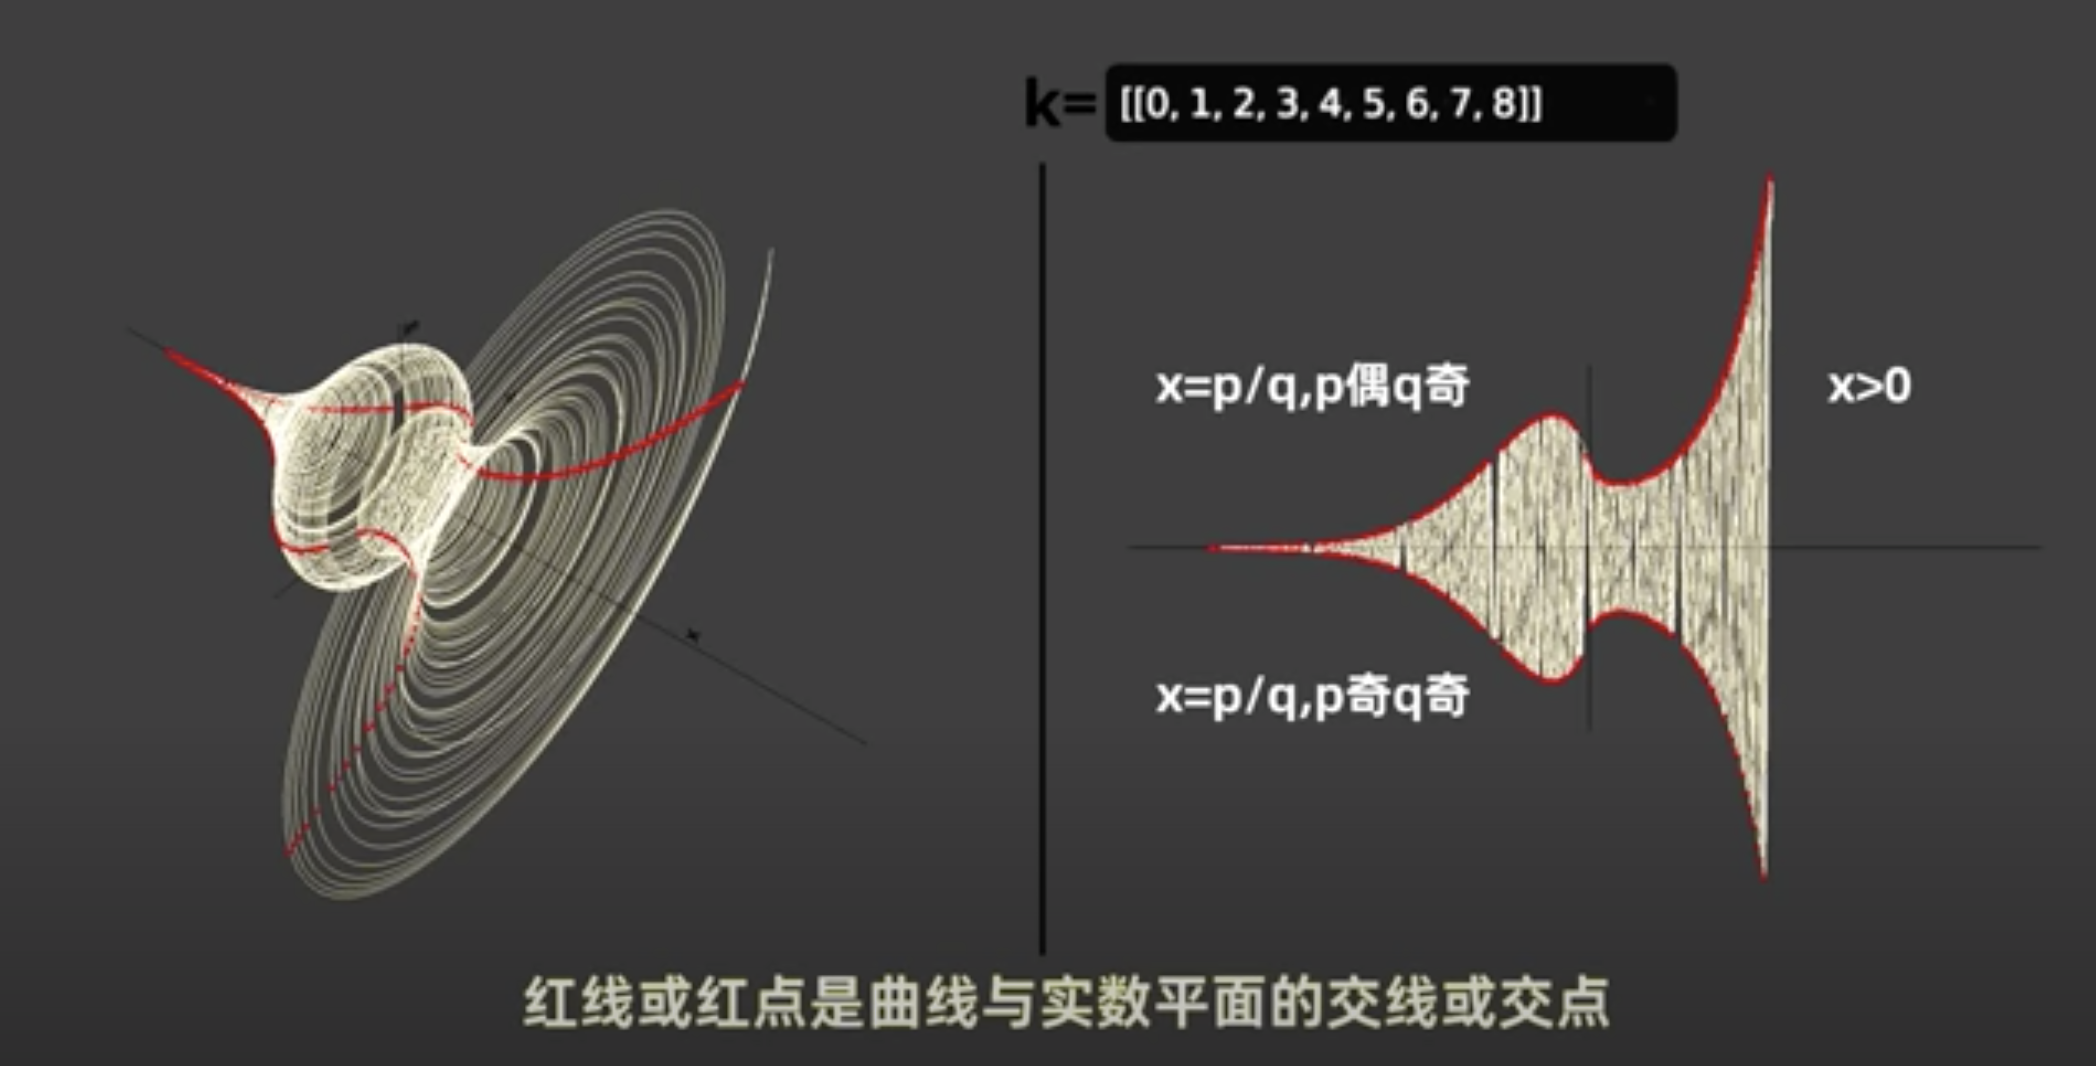 k= [[0, 1, 2, 3, 4, 5, 6, 7, 8]]
x=p/q,p偶q奇
x>0
x=p/q,p奇q奇
x
红线或红点是曲线与实数平面的交线或交点